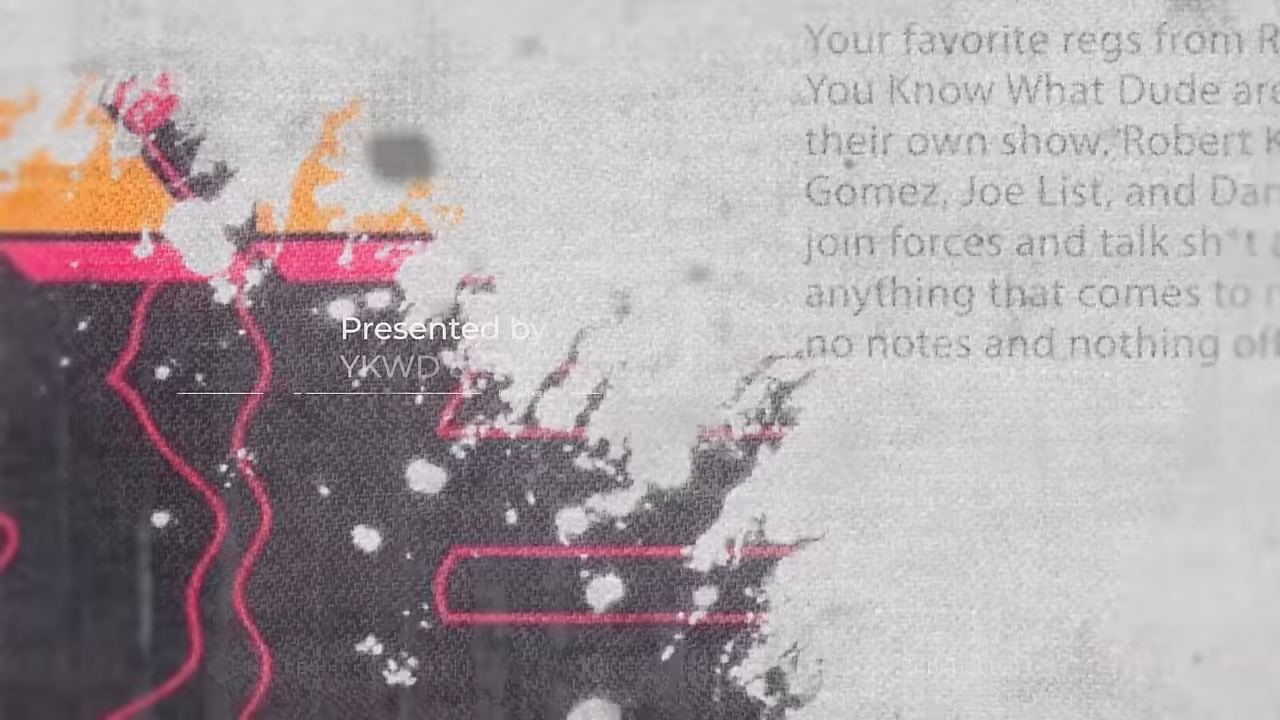 Your favorite regs from
You Know What Dude are
their own show. Robert
Gomez, Joe List, and
join forces and talk sh*t
anything that comes to
no notes and nothing off
Presented by
YKWD